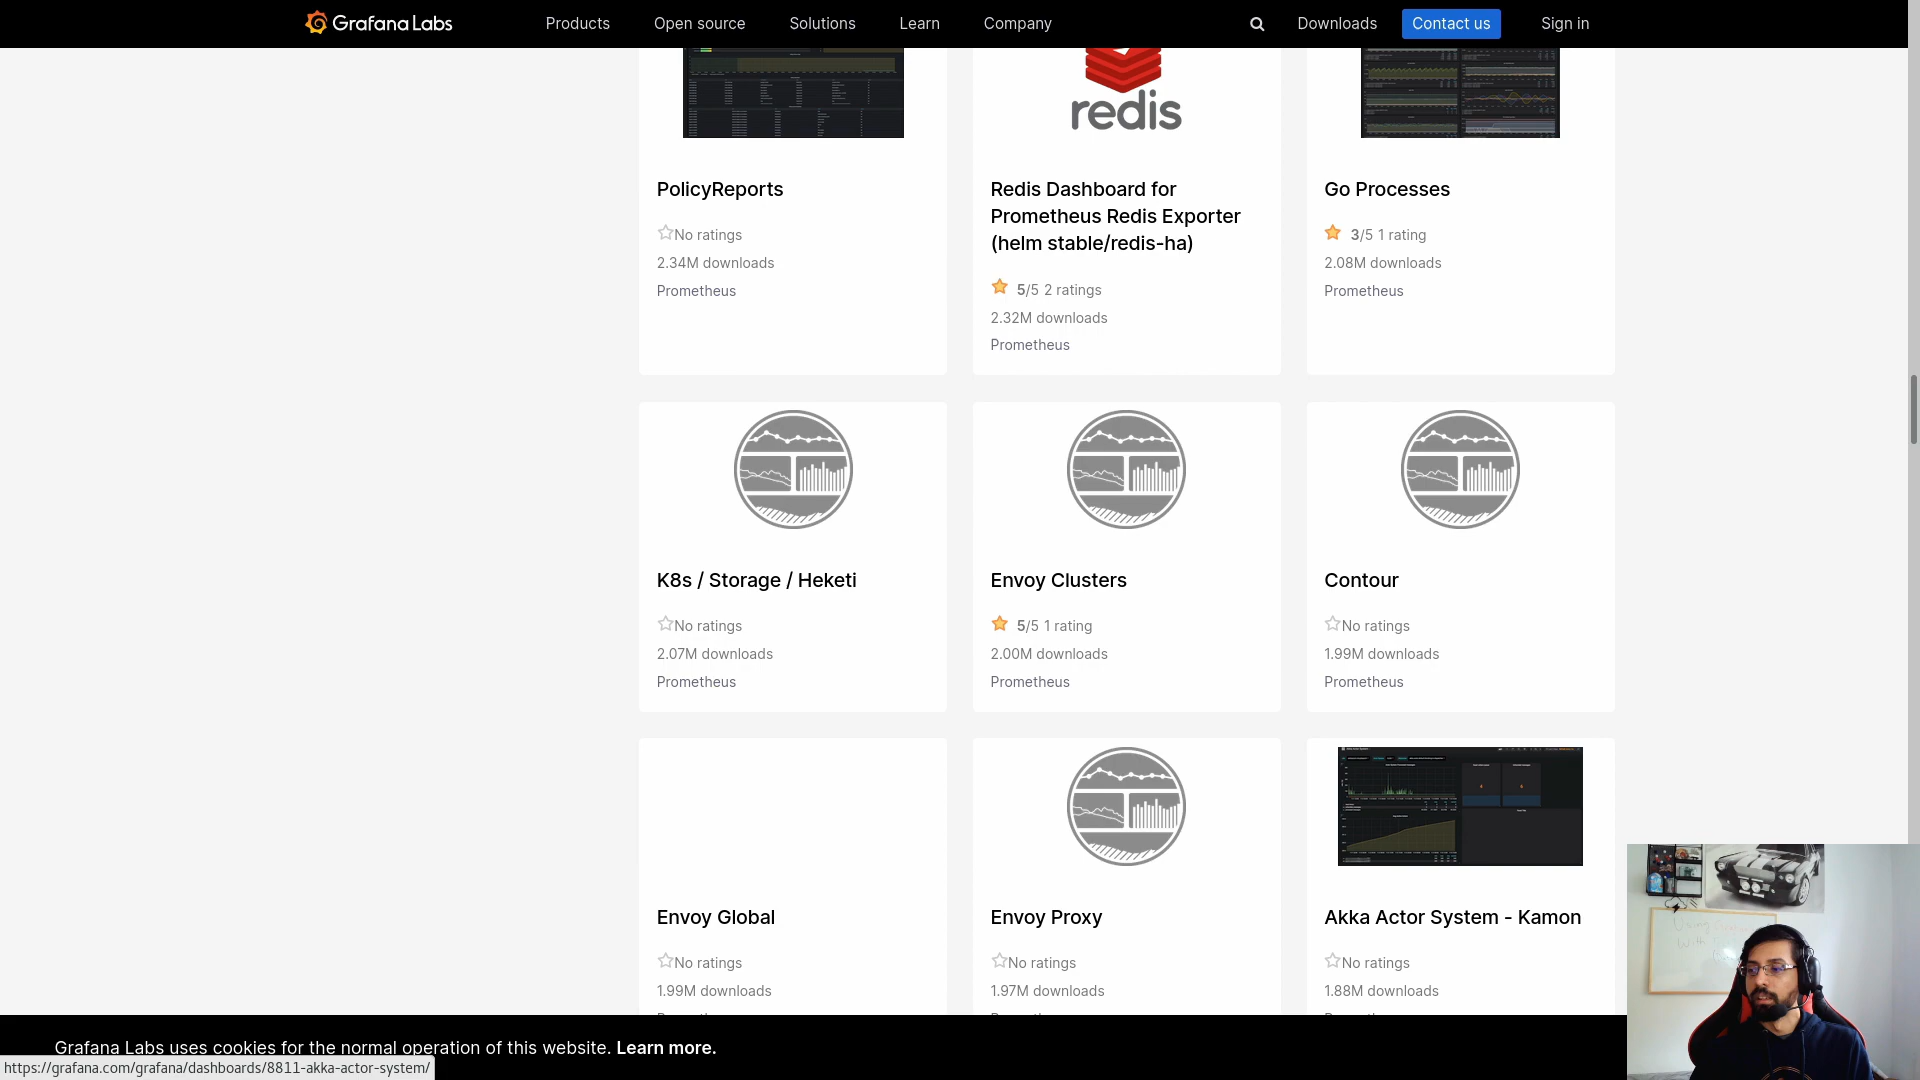 Grafana Labs
Products
Open source
Solutions
Learn
Company
Downloads
Contact us
Sign in
redis
PolicyReports
No ratings
2.34M downloads
Prometheus
Redis Dashboard for
Prometheus Redis Exporter
(helm stable/redis-ha)
5/5 2 ratings
2.32M downloads
Prometheus
Go Processes
3/5 1 rating
2.08M downloads
Prometheus
K8s / Storage / Heketi
No ratings
2.07M downloads
Prometheus
Envoy Clusters
5/5 1 rating
2.00M downloads
Prometheus
Contour
No ratings
1.99M downloads
Prometheus
Envoy Global
No ratings
1.99M downloads
Envoy Proxy
No ratings
1.97M downloads
Akka Actor System - Kamon
No ratings
1.88M downloads
Grafana Labs uses cookies for the normal operation of this website. Learn more.
https://grafana.com/grafana/dashboards/8811-akka-actor-system/